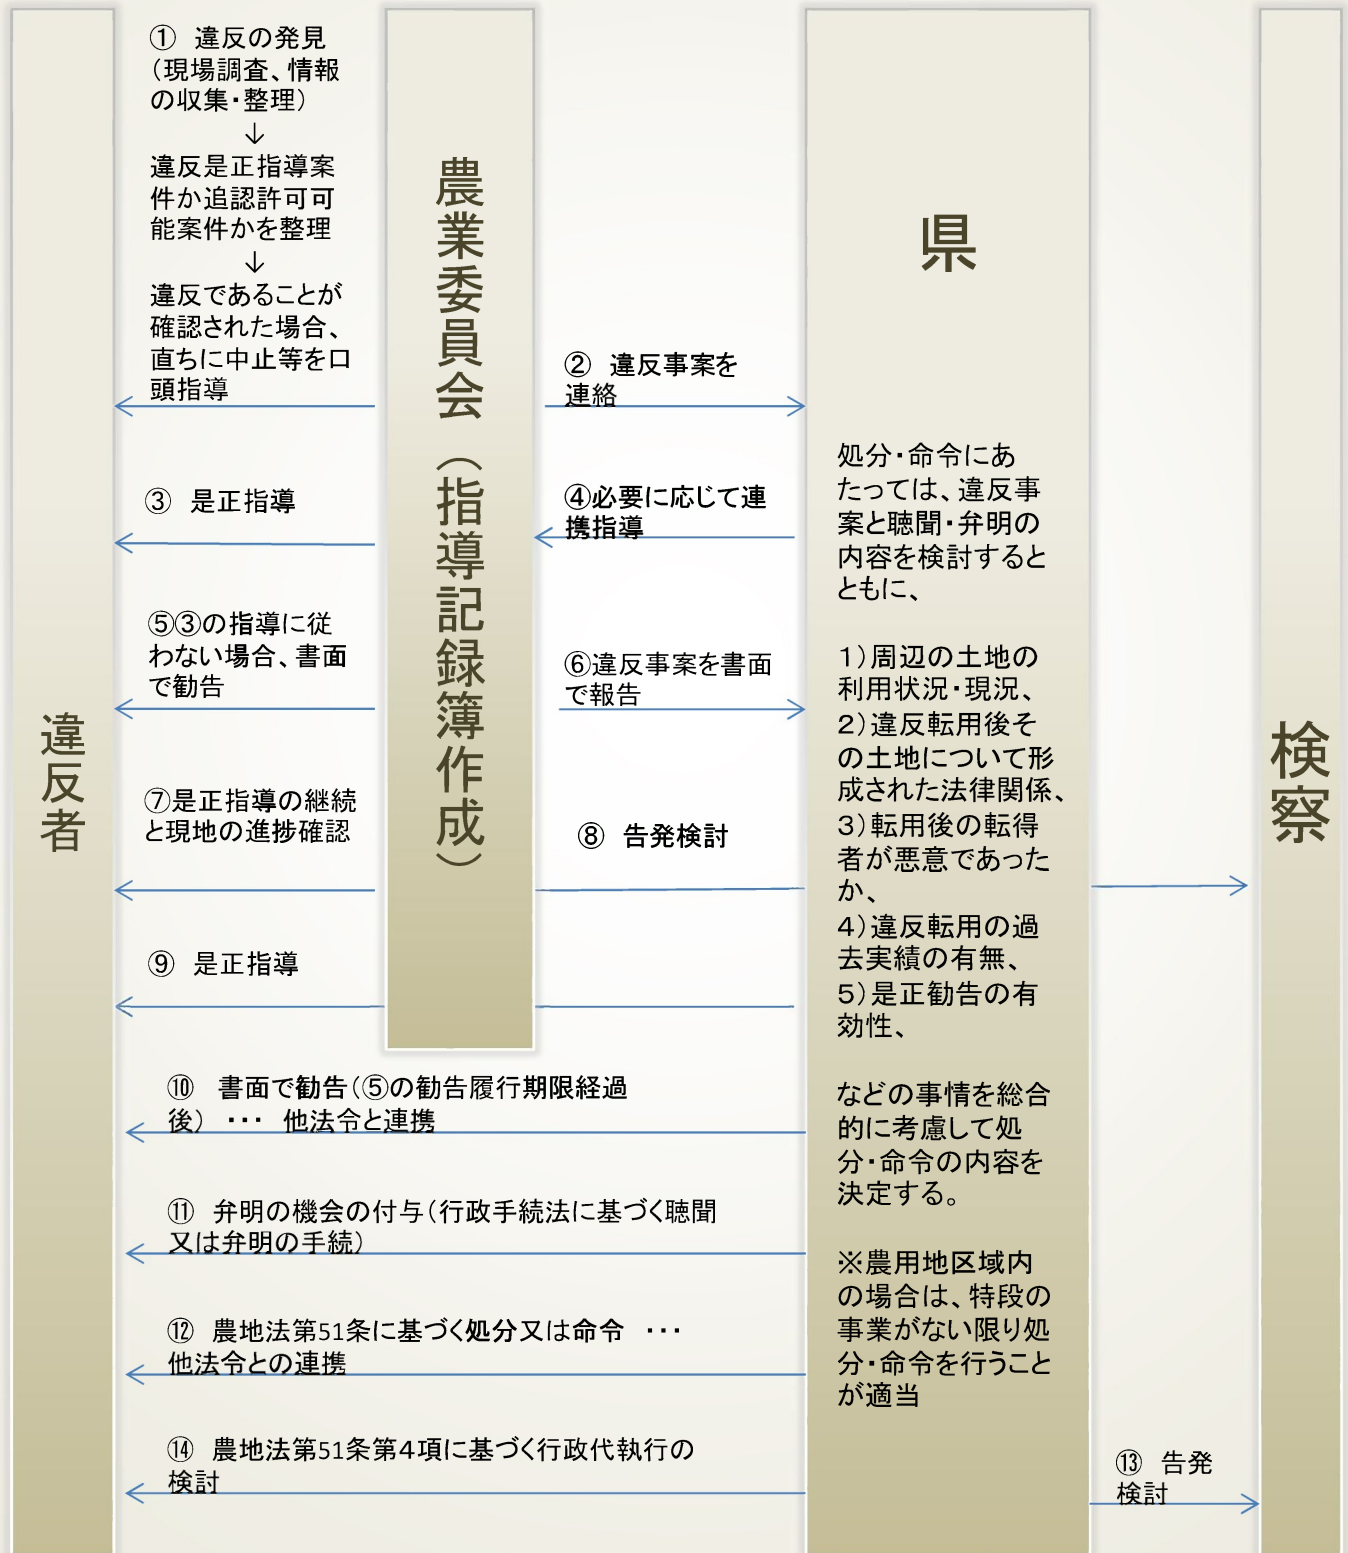 ① 違反の発見
（現場調査、情報
の収集・整理）
↓
違反是正指導案
件か追認許可可
能案件かを整理
↓
違反であることが
確認された場合、
直ちに中止等を口
頭指導
② 違反事案を
連絡
③ 是正指導
④必要に応じて連
携指導
⑤③の指導に従
わない場合、書面
で勧告
⑥違反事案を書面
で報告
⑦是正指導の継続
と現地の進捗確認
⑧ 告発検討
⑨ 是正指導
⑩ 書面で勧告（⑤の勧告履行期限経過
後） ・・・ 他法令と連携
⑪ 弁明の機会の付与（行政手続法に基づく聴聞
又は弁明の手続）
⑫ 農地法第51条に基づく処分又は命令 ・・・
他法令との連携
⑭ 農地法第51条第４項に基づく行政代執行の
検討
⑬ 告発
検討
違反者
農業委員会（指導記録簿作成）
県
処分・命令にあ
たっては、違反事
案と聴聞・弁明の
内容を検討すると
ともに、
１）周辺の土地の
利用状況・現況、
２）違反転用後そ
の土地について形
成された法律関係、
３）転用後の転得
者が悪意であった
か、
４）違反転用の過
去実績の有無、
５）是正勧告の有
効性、
などの事情を総合
的に考慮して処
分・命令の内容を
決定する。
※農用地区域内
の場合は、特段の
事業がない限り処
分・命令を行うこと
が適当
検察